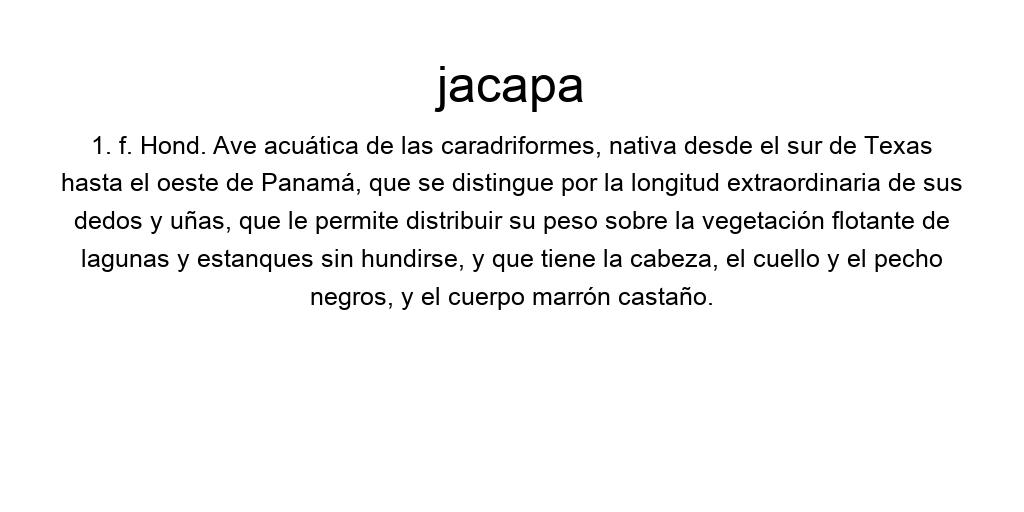 jacapa
1. f. Hond. Ave acuática de las caradriformes, nativa desde el sur de Texas
hasta el oeste de Panamá, que se distingue por la longitud extraordinaria de sus
dedos y uñas, que le permite distribuir su peso sobre la vegetación flotante de
lagunas y estanques sin hundirse, y que tiene la cabeza, el cuello y el pecho
negros, y el cuerpo marrón castaño.